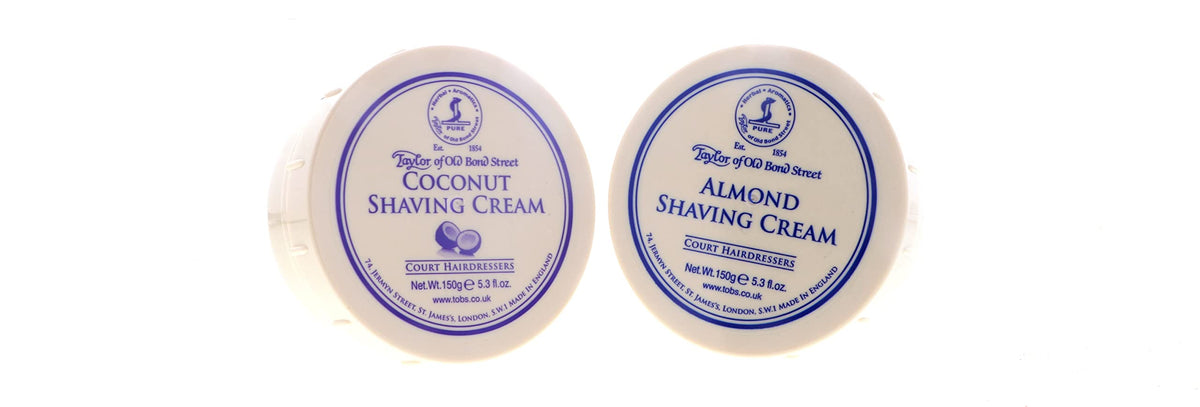 Herbal • Aromatics
PURE
Taylor of Old Bond Street
Est. 1854
Taylor of Old Bond Street
COCONUT
SHAVING CREAM
COURT HAIRDRESSERS
Net.Wt.150g℮ 5.3 fl.oz.
www.tobs.co.uk
74, JERMYN STREET, ST. JAMES'S, LONDON, S.W.1 MADE IN ENGLAND
Herbal • Aromatics
PURE
Taylor of Old Bond Street
Est. 1854
Taylor of Old Bond Street
ALMOND
SHAVING CREAM
COURT HAIRDRESSERS
Net.Wt.150g℮ 5.3 fl.oz.
www.tobs.co.uk
74, JERMYN STREET, ST. JAMES'S, LONDON, S.W.1 MADE IN ENGLAND